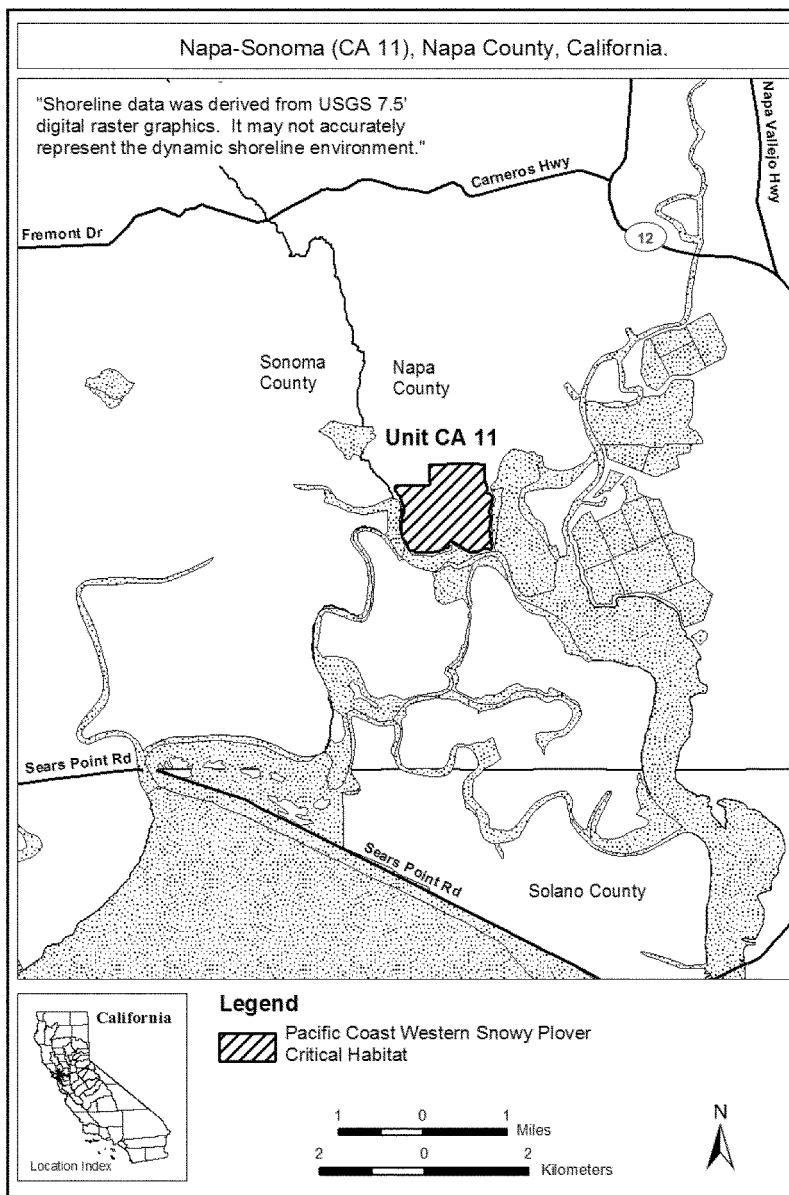 Napa-Sonoma (CA 11), Napa County, California.
"Shoreline data was derived from USGS 7.5'
digital raster graphics. It may not accurately
represent the dynamic shoreline environment."
Napa Vallejo Hwy
Carneros Hwy
Fremont Dr
12
Sonoma
County
Napa
County
Unit CA 11
Sears Point Rd
Sears Point Rd
Solano County
California
Location Index
Legend
Pacific Coast Western Snowy Plover
Critical Habitat
1 0 1
Miles
2 0 2
Kilometers
N